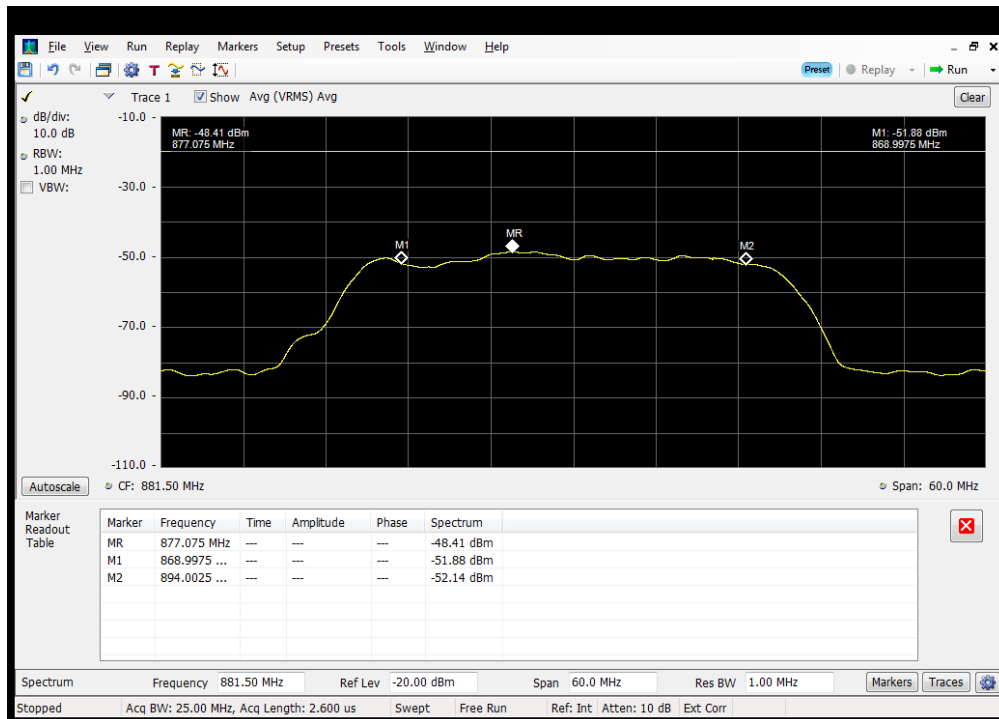 File View Run Replay Markers Setup Presets Tools Window Help
T Preset Replay Run
Trace 1 Show Avg (VRMS) Avg Clear
dB/div:
10.0 dB
RBW:
1.00 MHz
VBW:
-10.0 -
MR: -48.41 dBm
877.075 MHz
M1: -51.88 dBm
868.9975 MHz
-30.0 -
M1
MR
M2
-50.0 -
-70.0 -
-90.0 -
-110.0 -
Autoscale CF: 881.50 MHz Span: 60.0 MHz
Marker
Readout
Table
Marker Frequency Time Amplitude Phase Spectrum
MR 877.075 MHz --- --- --- -48.41 dBm
M1 868.9975 ... --- --- --- -51.88 dBm
M2 894.0025 ... --- --- --- -52.14 dBm
Spectrum Frequency 881.50 MHz Ref Lev -20.00 dBm Span 60.0 MHz Res BW 1.00 MHz Markers Traces
Stopped Acq BW: 25.00 MHz, Acq Length: 2.600 us Swept Free Run Ref: Int Atten: 10 dB Ext Corr